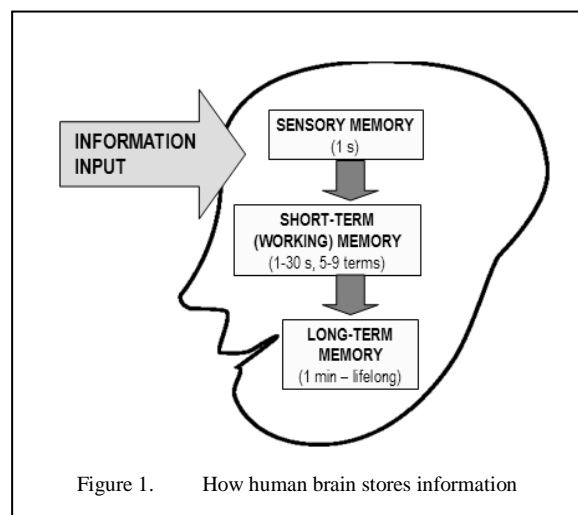 INFORMATION
INPUT
SENSORY MEMORY
(1 s)
SHORT-TERM
(WORKING) MEMORY
(1-30 s, 5-9 terms)
LONG-TERM
MEMORY
(1 min – lifelong)
Figure 1. How human brain stores information